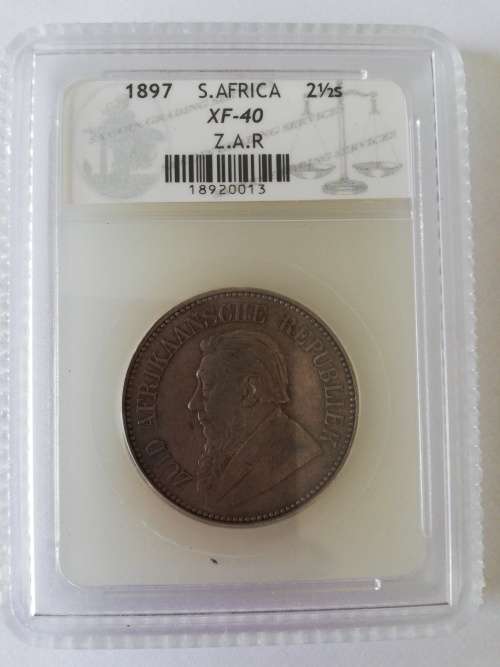 1897 S.AFRICA 2½s
XF-40
Z.A.R
18920013
ZUID AFRIKAANSCHE REPUBLIEK